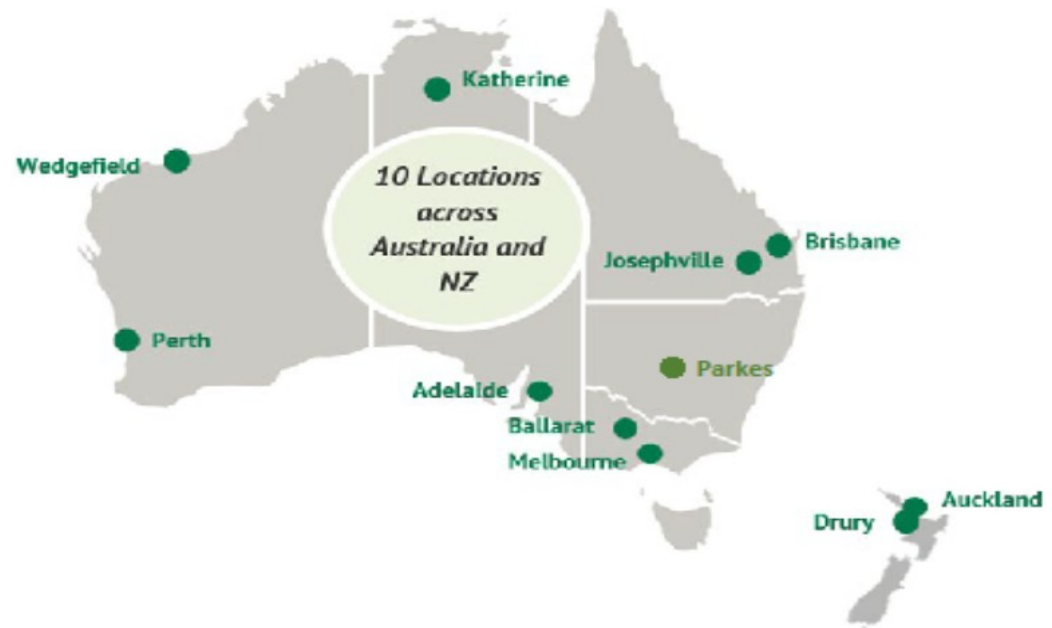 Katherine
Wedgefield
10 Locations
across
Australia and
NZ
Brisbane
Josephville
Perth
Parkes
Adelaide
Ballarat
Melbourne
Auckland
Drury